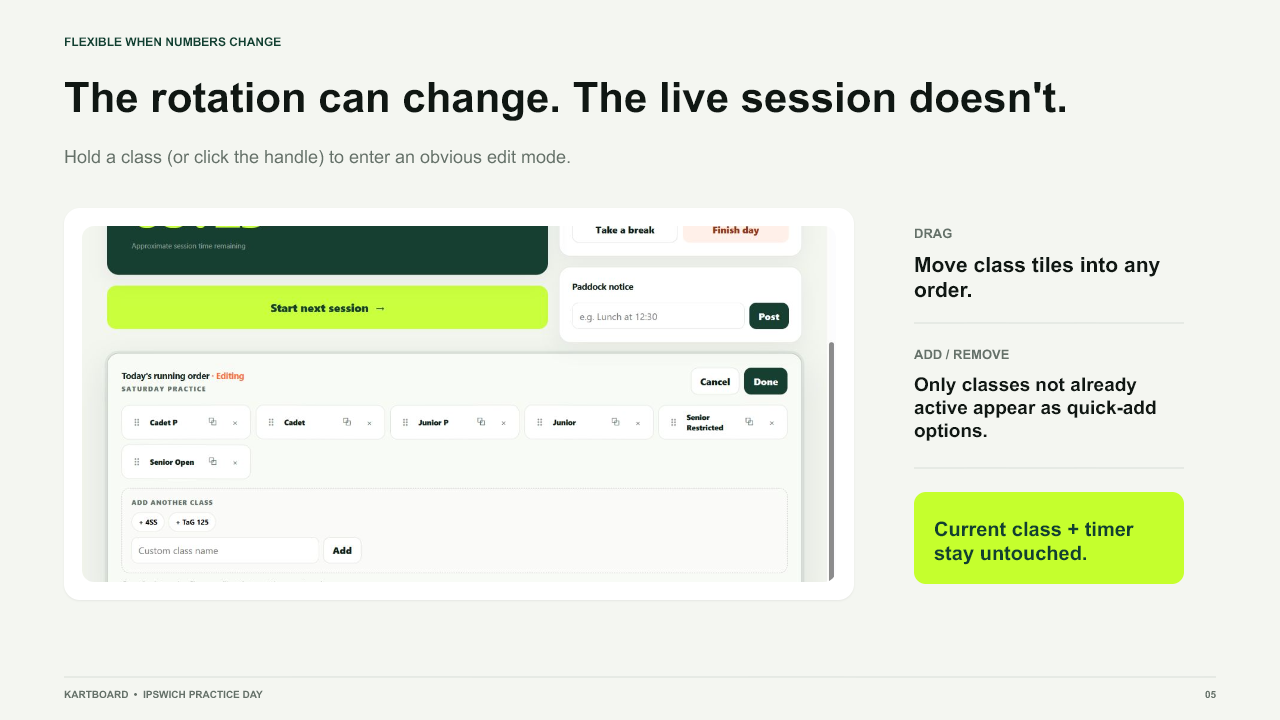 FLEXIBLE WHEN NUMBERS CHANGE
The rotation can change. The live session doesn't.
Hold a class (or click the handle) to enter an obvious edit mode.
Approximate session time remaining
Take a break
Finish day
Start next session →
Paddock notice
e.g. Lunch at 12:30
Post
Today's running order · Editing
SATURDAY PRACTICE
Cancel
Done
Cadet P
Cadet
Junior P
Junior
Senior
Restricted
Senior Open
ADD ANOTHER CLASS
+ 4SS
+ TaG 125
Custom class name
Add
DRAG
Move class tiles into any
order.
ADD / REMOVE
Only classes not already
active appear as quick-add
options.
Current class + timer
stay untouched.
KARTBOARD • IPSWICH PRACTICE DAY
05